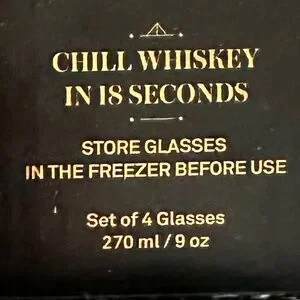 CHILL WHISKEY
IN 18 SECONDS
STORE GLASSES
IN THE FREEZER BEFORE USE
Set of 4 Glasses
270 ml / 9 oz